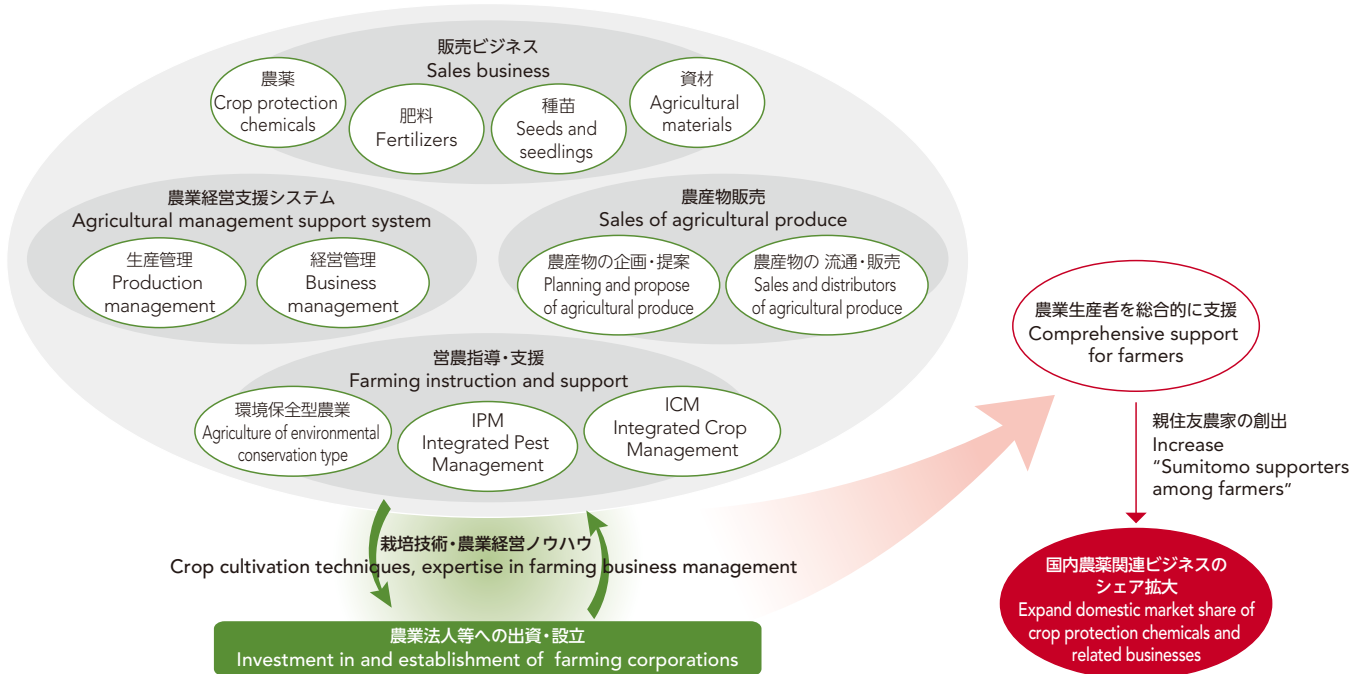 販売ビジネス
Sales business
農薬
Crop protection
chemicals
肥料
Fertilizers
種苗
Seeds and
seedlings
資材
Agricultural
materials
農業経営支援システム
Agricultural management support system
生産管理
Production
management
経営管理
Business
management
農産物販売
Sales of agricultural produce
農産物の企画・提案
Planning and propose
of agricultural produce
農産物の 流通・販売
Sales and distributors
of agricultural produce
営農指導・支援
Farming instruction and support
環境保全型農業
Agriculture of environmental
conservation type
IPM
Integrated Pest
Management
ICM
Integrated Crop
Management
栽培技術・農業経営ノウハウ
Crop cultivation techniques, expertise in farming business management
農業法人等への出資・設立
Investment in and establishment of farming corporations
農業生産者を総合的に支援
Comprehensive support
for farmers
親住友農家の創出
Increase
“Sumitomo supporters
among farmers”
国内農薬関連ビジネスの
シェア拡大
Expand domestic market share of
crop protection chemicals and
related businesses